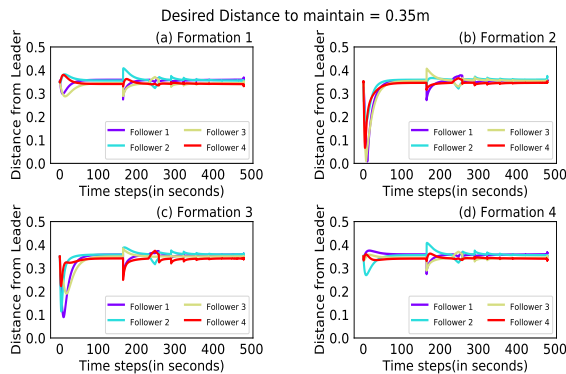 Desired Distance to maintain = 0.35m
(a) Formation 1
Distance from Leader
0.5
0.4
0.3
0.2
0.1
0.0
Follower 1
Follower 2
Follower 3
Follower 4
0 100 200 300 400 500
Time steps(in seconds)
(b) Formation 2
Distance from Leader
0.5
0.4
0.3
0.2
0.1
0.0
Follower 1
Follower 2
Follower 3
Follower 4
0 100 200 300 400 500
Time steps(in seconds)
(c) Formation 3
Distance from Leader
0.5
0.4
0.3
0.2
0.1
0.0
Follower 1
Follower 2
Follower 3
Follower 4
0 100 200 300 400 500
Time steps(in seconds)
(d) Formation 4
Distance from Leader
0.5
0.4
0.3
0.2
0.1
0.0
Follower 1
Follower 2
Follower 3
Follower 4
0 100 200 300 400 500
Time steps(in seconds)